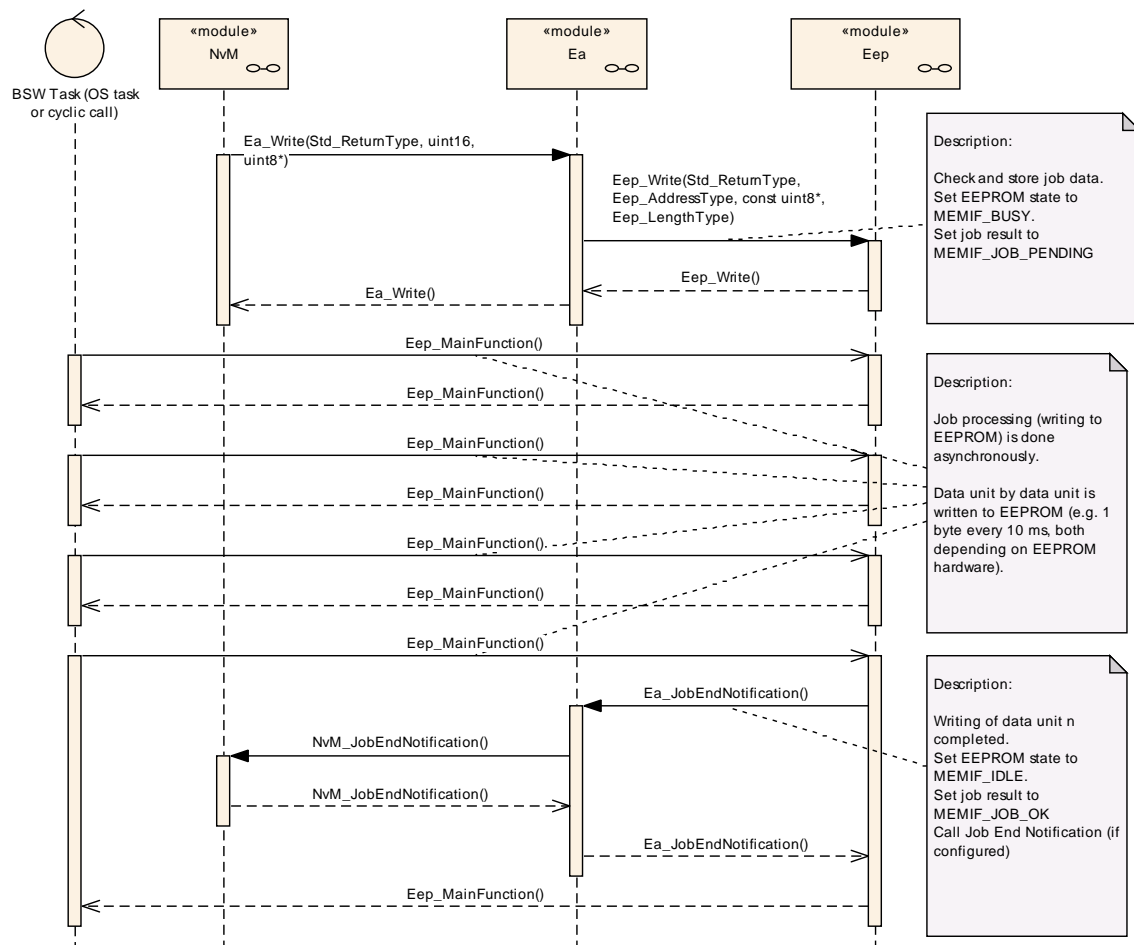 «module»
NvM
«module»
Ea
«module»
Eep
BSW Task (OS task
or cyclic call)
Ea_Write(Std_ReturnType, uint16,
uint8*)
Eep_Write(Std_ReturnType,
Eep_AddressType, const uint8*,
Eep_LengthType)
Description:
Check and store job data.
Set EEPROM state to
MEMIF_BUSY.
Set job result to
MEMIF_JOB_PENDING
Eep_Write()
Ea_Write()
Eep_MainFunction()
Eep_MainFunction()
Eep_MainFunction()
Eep_MainFunction()
Eep_MainFunction()
Eep_MainFunction()
Eep_MainFunction()
Description:
Job processing (writing to
EEPROM) is done
asynchronously.
Data unit by data unit is
written to EEPROM (e.g. 1
byte every 10 ms, both
depending on EEPROM
hardware).
Ea_JobEndNotification()
NvM_JobEndNotification()
NvM_JobEndNotification()
Ea_JobEndNotification()
Eep_MainFunction()
Description:
Writing of data unit n
completed.
Set EEPROM state to
MEMIF_IDLE.
Set job result to
MEMIF_JOB_OK
Call Job End Notification (if
configured)